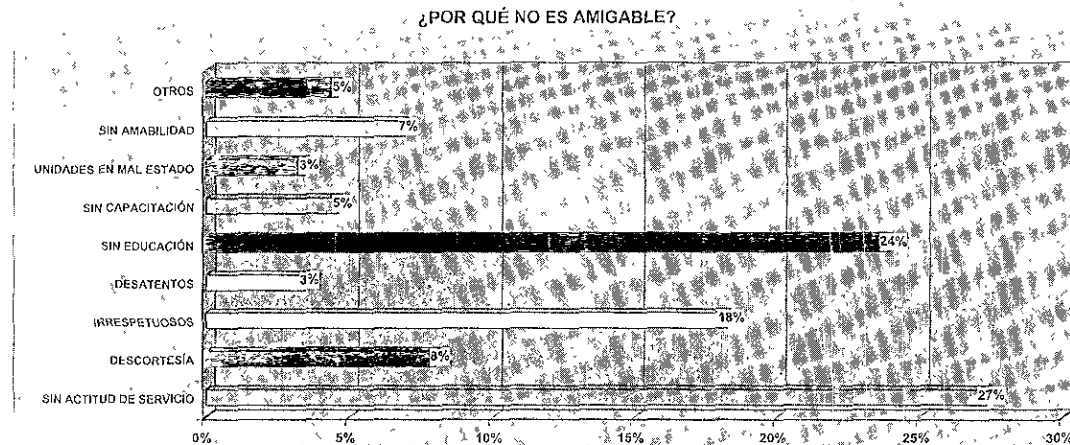 ¿POR QUÉ NO ES AMIGABLE?
OTROS 5%
SIN AMABILIDAD 7%
UNIDADES EN MAL ESTADO 3%
SIN CAPACITACIÓN 5%
SIN EDUCACIÓN 24%
DESATENTOS 3%
IRRESPETUOSOS 18%
DESCORTESÍA 8%
SIN ACTITUD DE SERVICIO 27%
0% 5% 10% 15% 20% 25% 30%